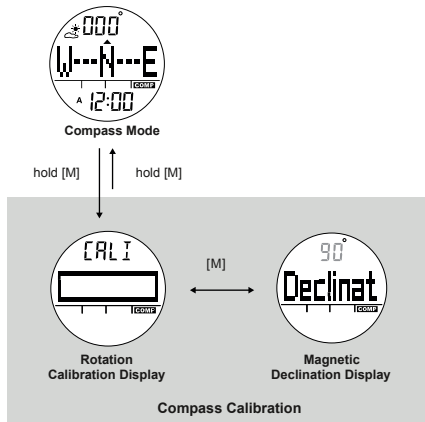 000°
W---N---E
COMP
A 12:00
Compass Mode
hold [M] hold [M]
CALI
90°
[M]
Declinat
COMP COMP
Rotation Magnetic
Calibration Display Declination Display
Compass Calibration